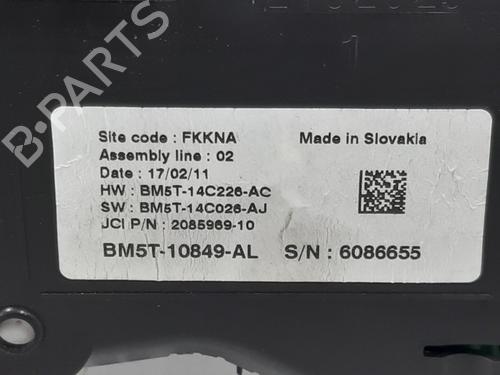 1
Site code : FKKNA
Made in Slovakia
Assembly line : 02
Date : 17/02/11
HW : BM5T-14C226-AC
SW : BM5T-14C026-AJ
JCI P/N : 2085969-10
BM5T-10849-AL
S/N : 6086655
B-PARTS